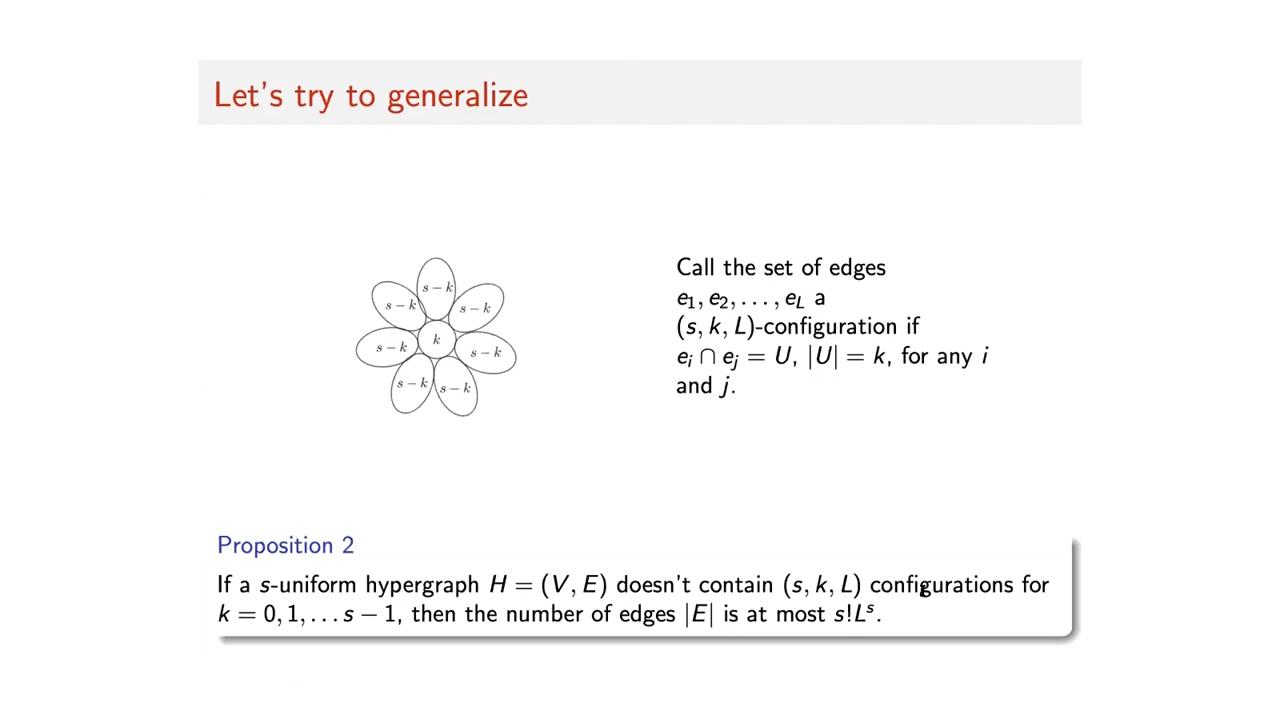 Let's try to generalize
s − k
s − k
s − k
s − k
k
s − k
s − k
s − k
Call the set of edges
e₁, e₂, . . . , e_L a
(s, k, L)-configuration if
eᵢ ∩ eⱼ = U, |U| = k, for any i
and j.
Proposition 2
If a s-uniform hypergraph H = (V, E) doesn't contain (s, k, L) configurations for
k = 0, 1, . . . s − 1, then the number of edges |E| is at most s!Lˢ.